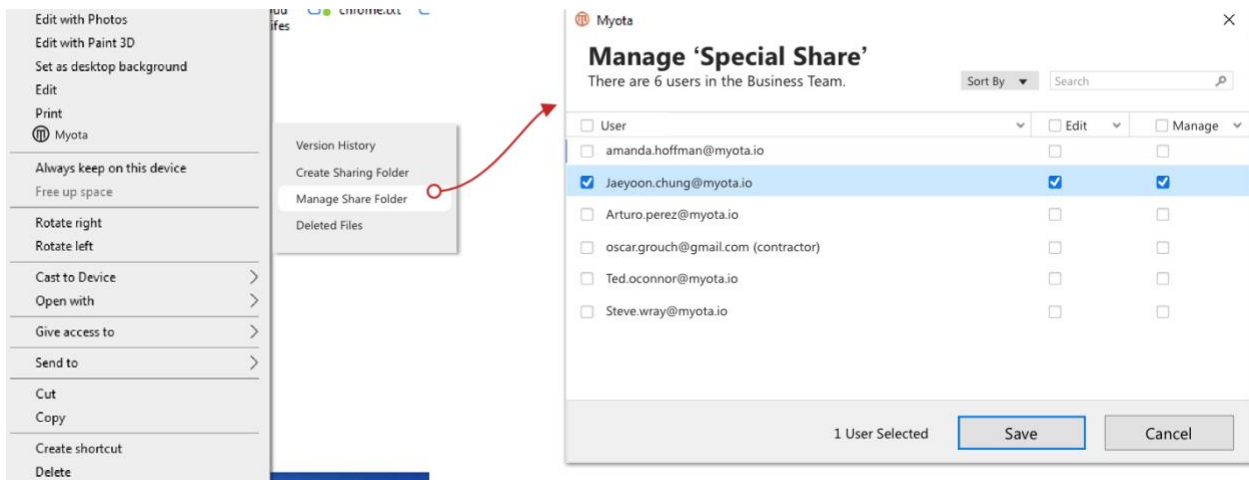 Edit with Photos
Edit with Paint 3D
Set as desktop background
Edit
Print
Myota
Always keep on this device
Free up space
Rotate right
Rotate left
Cast to Device
Open with
Give access to
Send to
Cut
Copy
Create shortcut
Delete
chrome.txt
Version History
Create Sharing Folder
Manage Share Folder
Deleted Files
Myota
Manage ‘Special Share’
There are 6 users in the Business Team.
Sort By
Search
User Edit Manage
amanda.hoffman@myota.io
Jaeyoon.chung@myota.io
Arturo.perez@myota.io
oscar.grouch@gmail.com (contractor)
Ted.oconnor@myota.io
Steve.wray@myota.io
1 User Selected Save Cancel